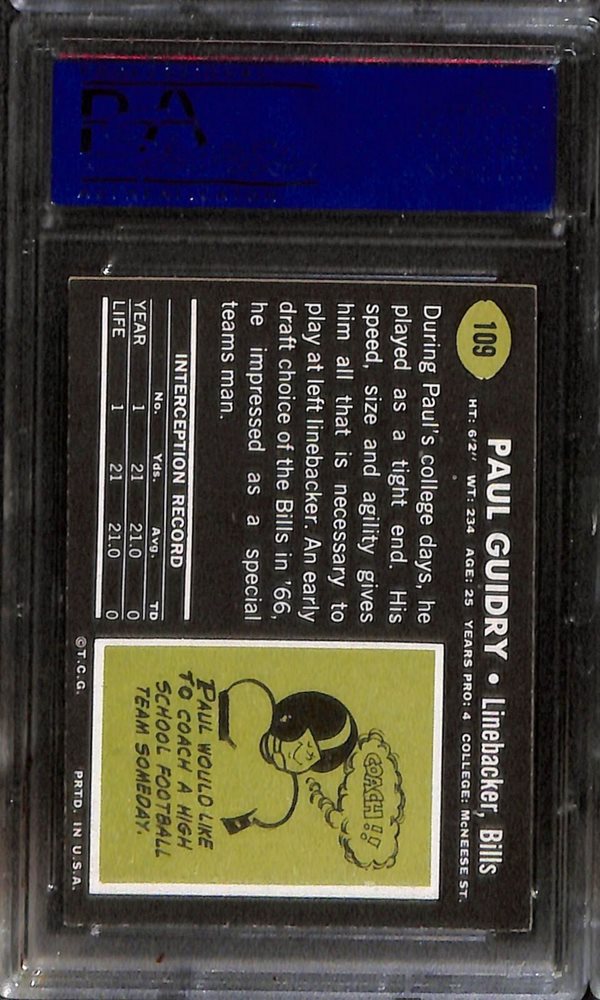 109
PAUL GUIDRY • Linebacker, Bills
HT: 6'2" WT: 234 AGE: 25 YEARS PRO: 4 COLLEGE: McNEESE ST.
During Paul's college days, he
played as a tight end. His
speed, size and agility gives
him all that is necessary to
play at left linebacker. An early
draft choice of the Bills in '66,
he impressed as a special
teams man.
INTERCEPTION RECORD
No. Yds. Avg. TD
YEAR 1 21 21.0 0
LIFE 1 21 21.0 0
COACH!!
PAUL WOULD LIKE
TO COACH A HIGH
SCHOOL FOOTBALL
TEAM SOMEDAY.
©T.C.G. PRTD. IN U.S.A.